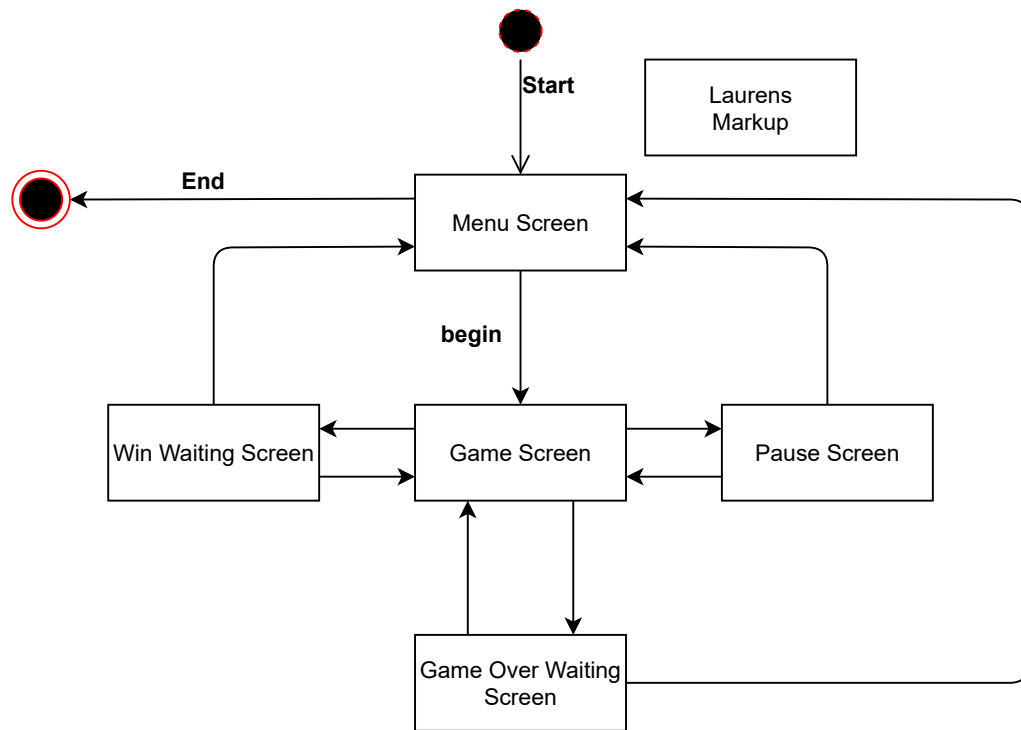 Start
Laurens
Markup
End
Menu Screen
begin
Win Waiting Screen
Game Screen
Pause Screen
Game Over Waiting
Screen